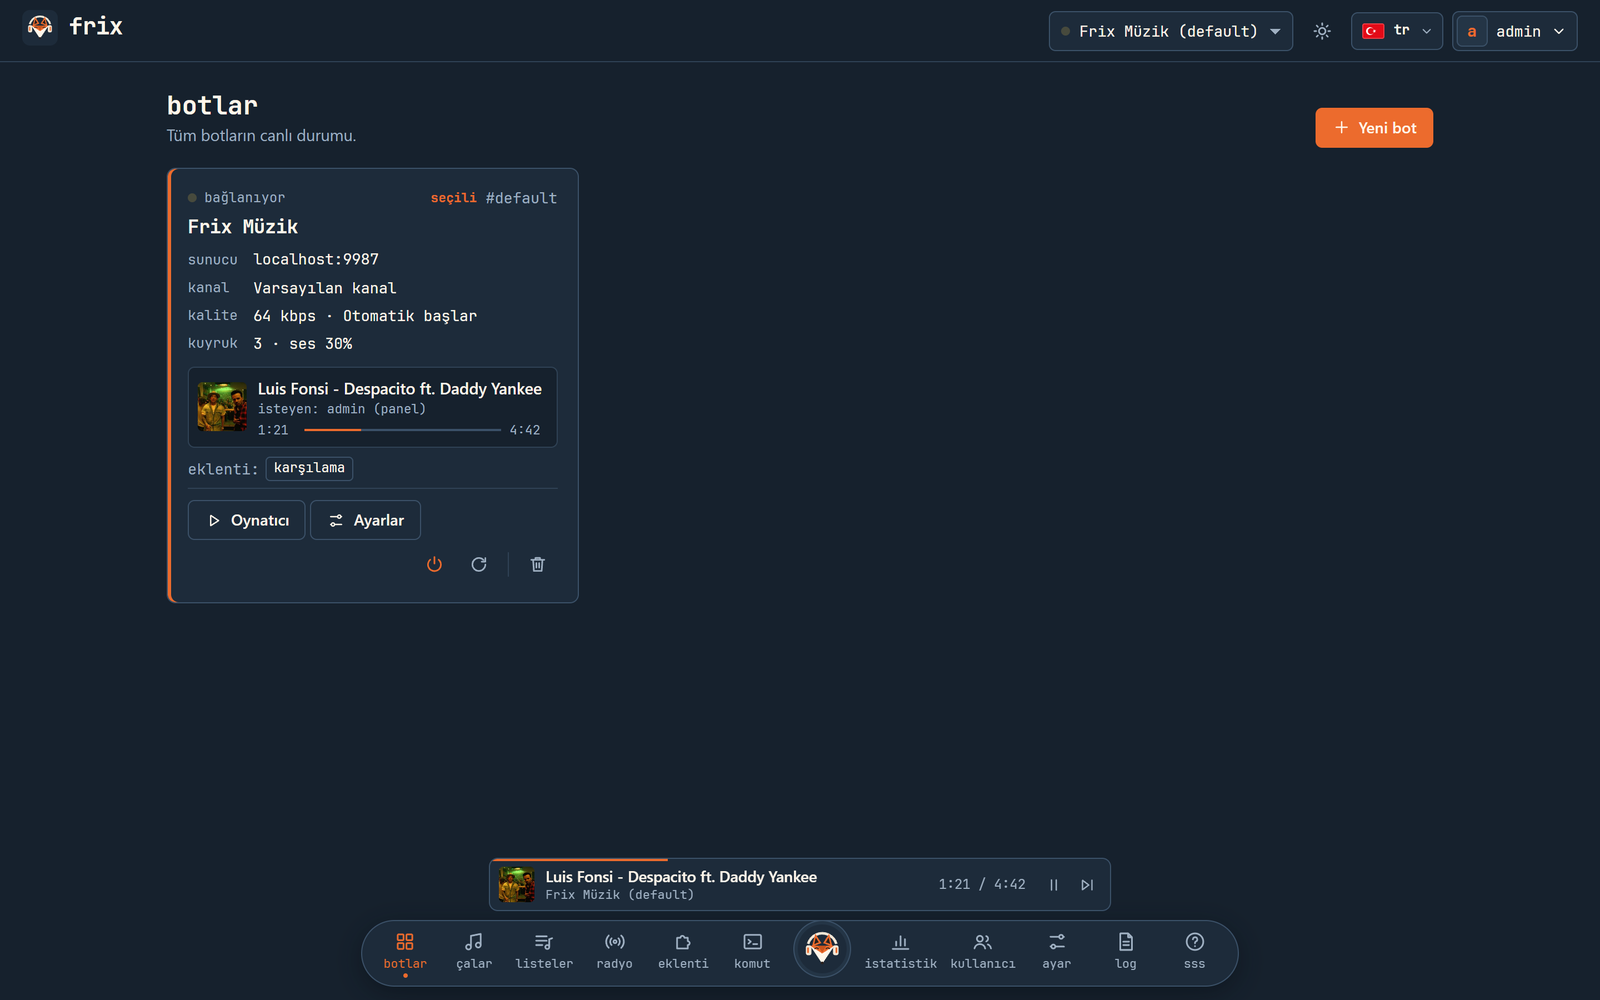 frix
Frix Müzik (default)
tr
a
admin
botlar
Tüm botların canlı durumu.
Yeni bot
bağlanıyor
seçili #default
Frix Müzik
sunucu localhost:9987
kanal Varsayılan kanal
kalite 64 kbps · Otomatik başlar
kuyruk 3 · ses 30%
Luis Fonsi - Despacito ft. Daddy Yankee
isteyen: admin (panel)
1:21 4:42
eklenti: karşılama
Oynatıcı
Ayarlar
Luis Fonsi - Despacito ft. Daddy Yankee
Frix Müzik (default)
1:21 / 4:42
botlar
çalar
listeler
radyo
eklenti
komut
istatistik
kullanıcı
ayar
log
sss